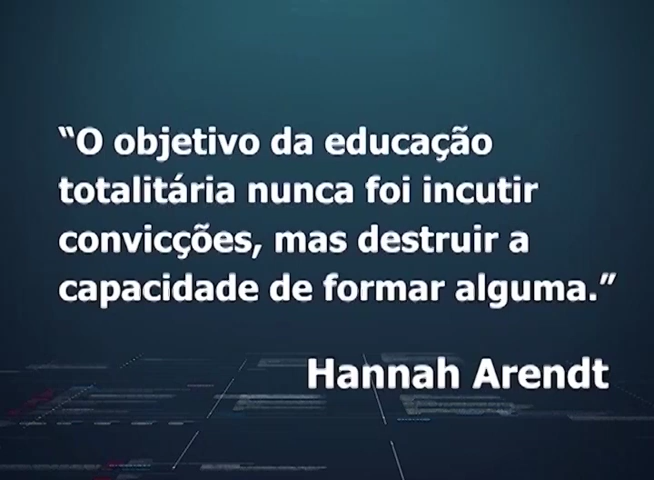 “O objetivo da educação
totalitária nunca foi incutir
convicções, mas destruir a
capacidade de formar alguma.”
Hannah Arendt